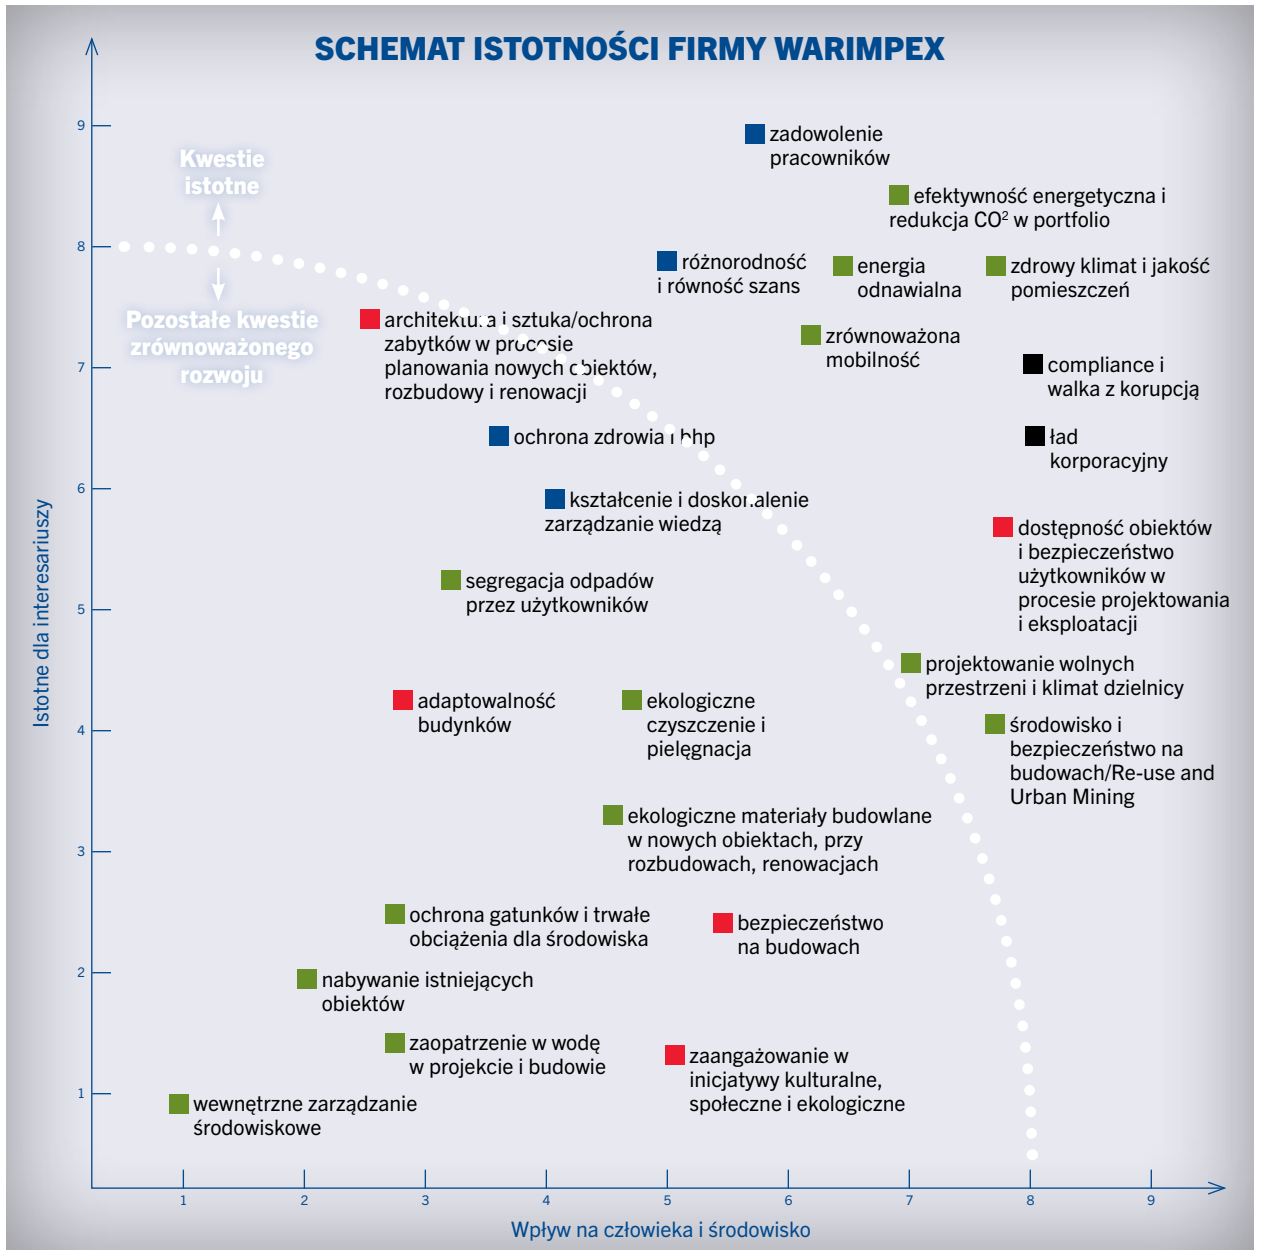 SCHEMAT ISTOTNOŚCI FIRMY WARIMPEX
9
8
7
6
5
4
3
2
1
Istotne dla interesariuszy
Kwestie
istotne
Pozostałe kwestie
zrównoważonego
rozwoju
zadowolenie
pracowników
efektywność energetyczna i
redukcja CO² w portfolio
różnorodność
i równość szans
energia
odnawialna
zdrowy klimat i jakość
pomieszczeń
architektura i sztuka/ochrona
zabytków w procesie
planowania nowych obiektów,
rozbudowy i renowacji
zrównoważona
mobilność
compliance i
walka z korupcją
ochrona zdrowia i bhp
ład
korporacyjny
kształcenie i doskonalenie
zarządzanie wiedzą
dostępność obiektów
i bezpieczeństwo
użytkowników w
procesie projektowania
i eksploatacji
segregacja odpadów
przez użytkowników
projektowanie wolnych
przestrzeni i klimat dzielnicy
adaptowalność
budynków
ekologiczne
czyszczenie i
pielęgnacja
środowisko i
bezpieczeństwo na
budowach/Re-use and
Urban Mining
ekologiczne materiały budowlane
w nowych obiektach, przy
rozbudowach, renowacjach
ochrona gatunków i trwałe
obciążenia dla środowiska
bezpieczeństwo
na budowach
nabywanie istniejących
obiektów
zaopatrzenie w wodę
w projekcie i budowie
zaangażowanie w
inicjatywy kulturalne,
społeczne i ekologiczne
wewnętrzne zarządzanie
środowiskowe
1 2 3 4 5 6 7 8 9
Wpływ na człowieka i środowisko